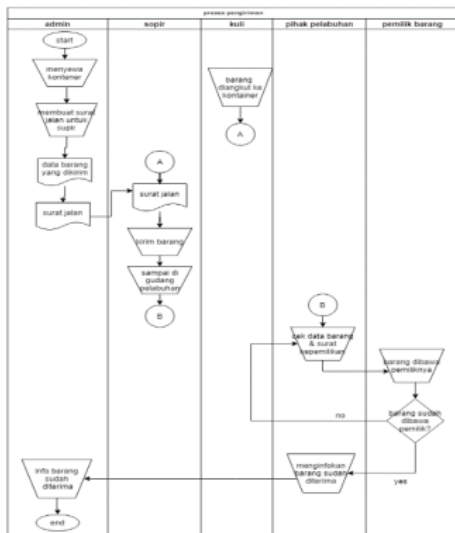 proses pengiriman
admin
sopir
kuli
pihak pelabuhan
pemilik barang
start
menyewa
kontener
membuat surat
jalan untuk
supir
data barang
yang dikirim
surat jalan
A
surat jalan
kirim barang
sampai di
gudang
pelabuhan
B
barang
diangkut ke
kontainer
A
B
cek data barang
& surat
kepemilikan
barang dibawa
pemiliknya
barang sudah
dibawa
pemilik?
no
yes
menginfokan
barang sudah
diterima
info barang
sudah
diterima
end